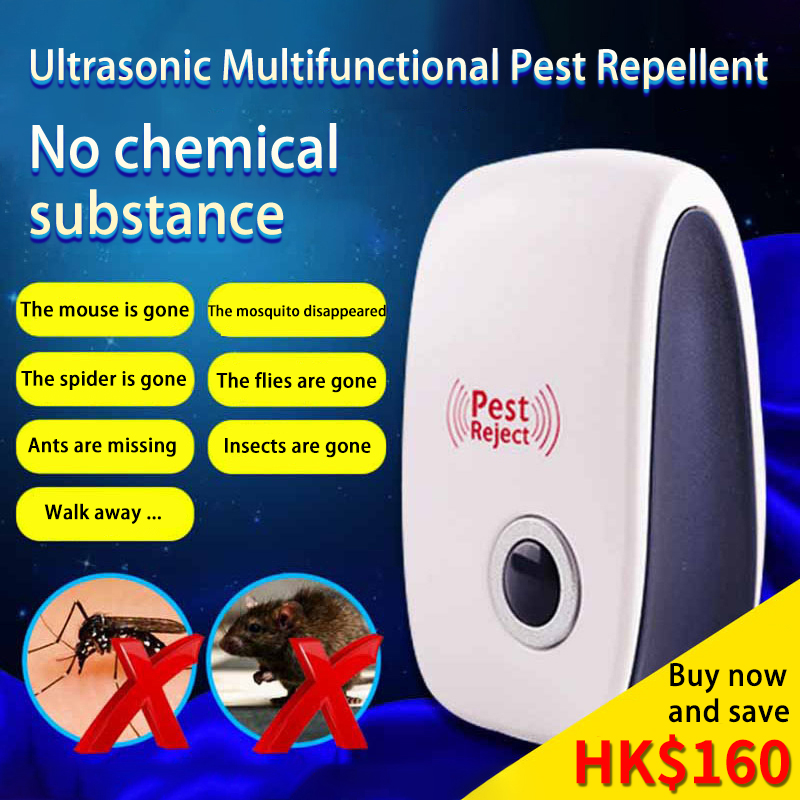 Ultrasonic Multifunctional Pest Repellent
No chemical
substance
The mouse is gone
The mosquito disappeared
The spider is gone
The flies are gone
Ants are missing
Insects are gone
Walk away ...
Pest
Reject
Buy now
and save
HK$160